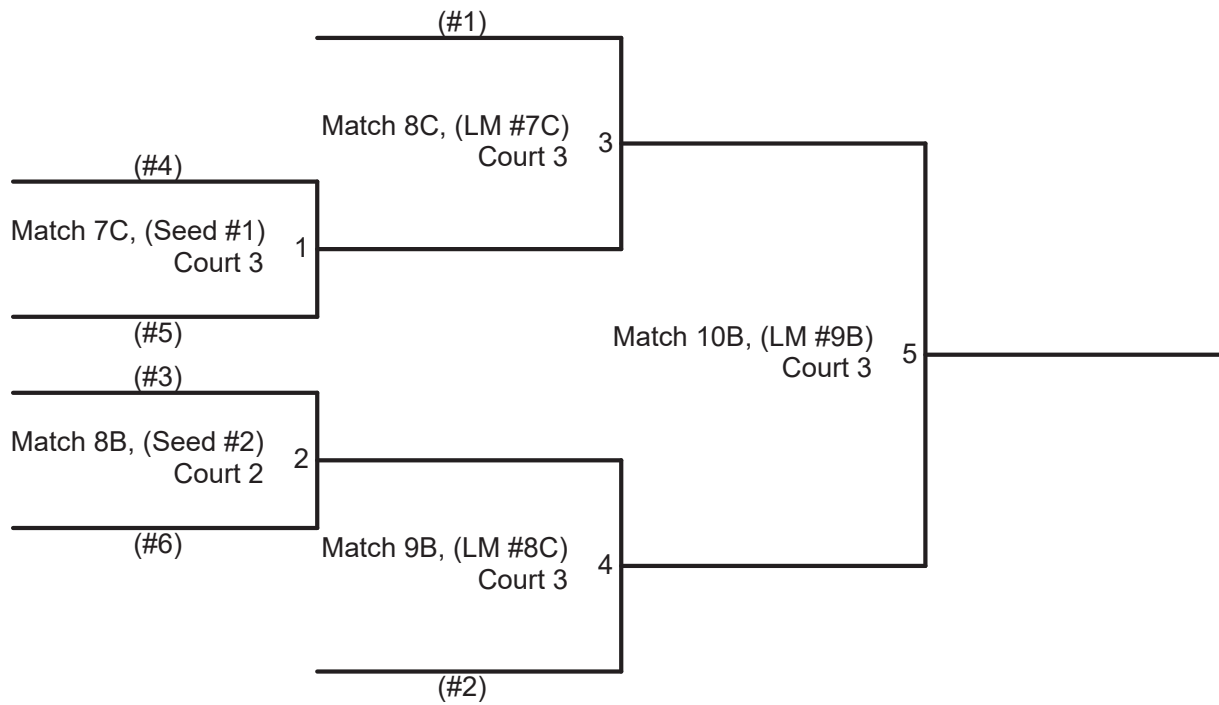 (#1)
Match 8C, (LM #7C)
Court 3
3
(#4)
Match 7C, (Seed #1)
Court 3
1
(#5)
Match 10B, (LM #9B)
Court 3
5
(#3)
Match 8B, (Seed #2)
Court 2
2
(#6)
Match 9B, (LM #8C)
Court 3
4
(#2)